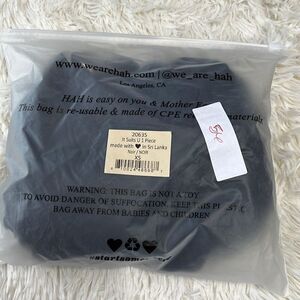 www.wearehah.com | @we_are_hah
Los Angeles, CA
HAH is easy on you & Mother
This bag is re-usable & made of CPE materials
20635
It Suits U 1 Piece
made with ♥ in Sri Lanka
Noir / NOIR
XS
WARNING: THIS BAG IS NOT A TOY
TO AVOID DANGER OF SUFFOCATION, KEEP THIS PLASTIC
BAG AWAY FROM BABIES AND CHILDREN